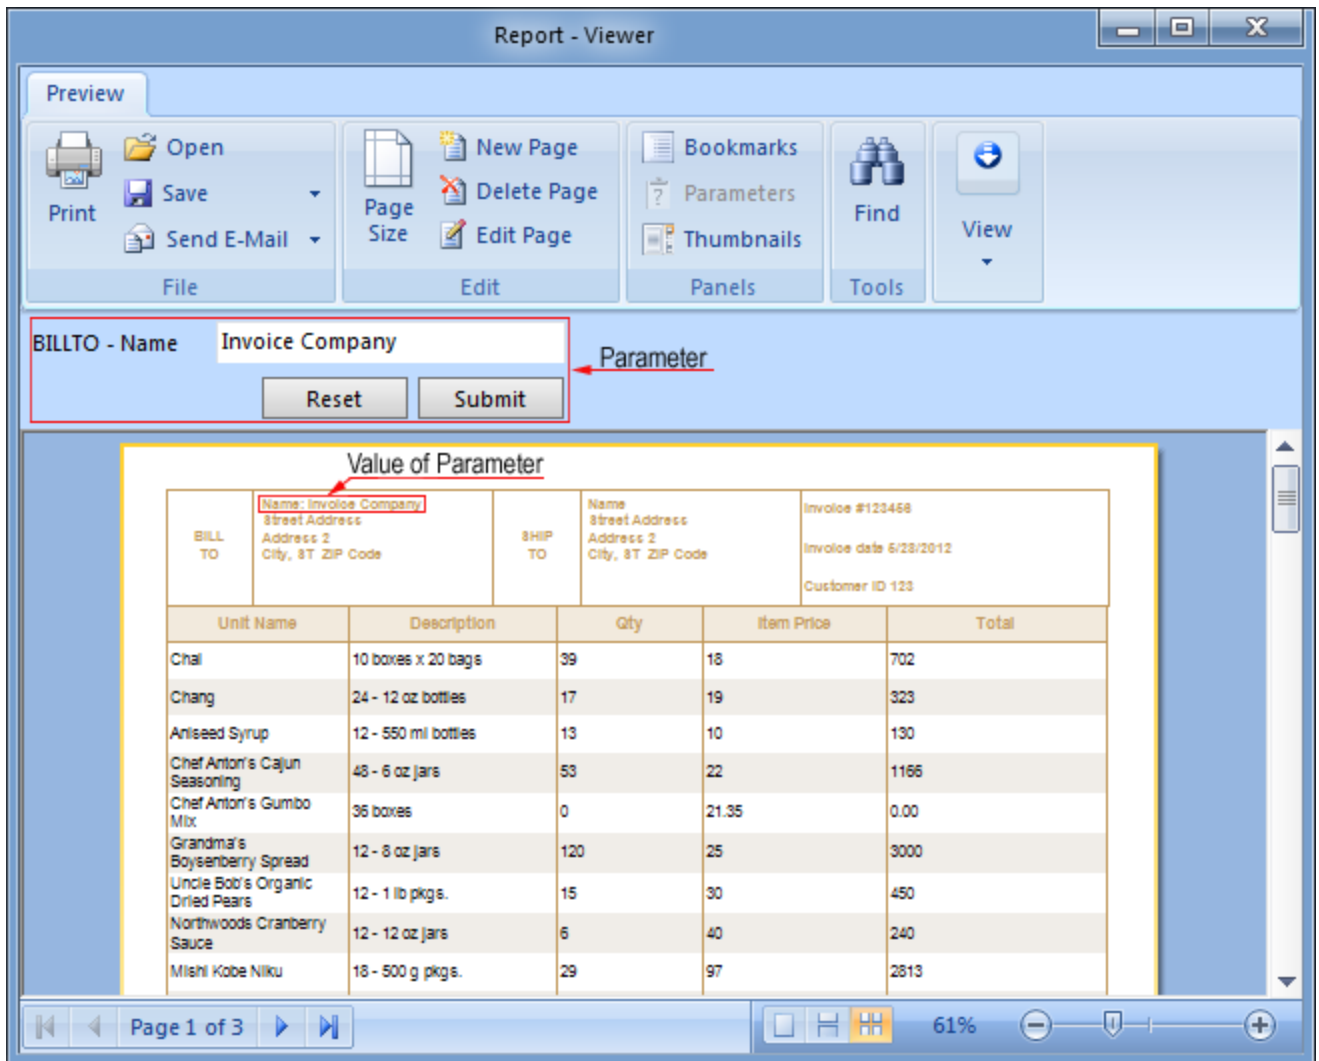 Report - Viewer
Preview
Print
Open
Save
Send E-Mail
File
Page
Size
New Page
Delete Page
Edit Page
Edit
Bookmarks
Parameters
Thumbnails
Panels
Find
Tools
View
BILLTO - Name
Invoice Company
Reset
Submit
Parameter
Value of Parameter
BILL
TO
Name: Invoice Company
Street Address
Address 2
City, ST ZIP Code
SHIP
TO
Name
Street Address
Address 2
City, ST ZIP Code
Invoice #123456
Invoice date 5/23/2012
Customer ID 123
Unit Name Description Qty Item Price Total
Chai 10 boxes x 20 bags 39 18 702
Chang 24 - 12 oz bottles 17 19 323
Aniseed Syrup 12 - 550 ml bottles 13 10 130
Chef Anton's Cajun
Seasoning 48 - 6 oz jars 53 22 1166
Chef Anton's Gumbo
Mix 36 boxes 0 21.35 0.00
Grandma's
Boysenberry Spread 12 - 8 oz jars 120 25 3000
Uncle Bob's Organic
Dried Pears 12 - 1 lb pkgs. 15 30 450
Northwoods Cranberry
Sauce 12 - 12 oz jars 6 40 240
Mishi Kobe Niku 18 - 500 g pkgs. 29 97 2813
Page 1 of 3
61%